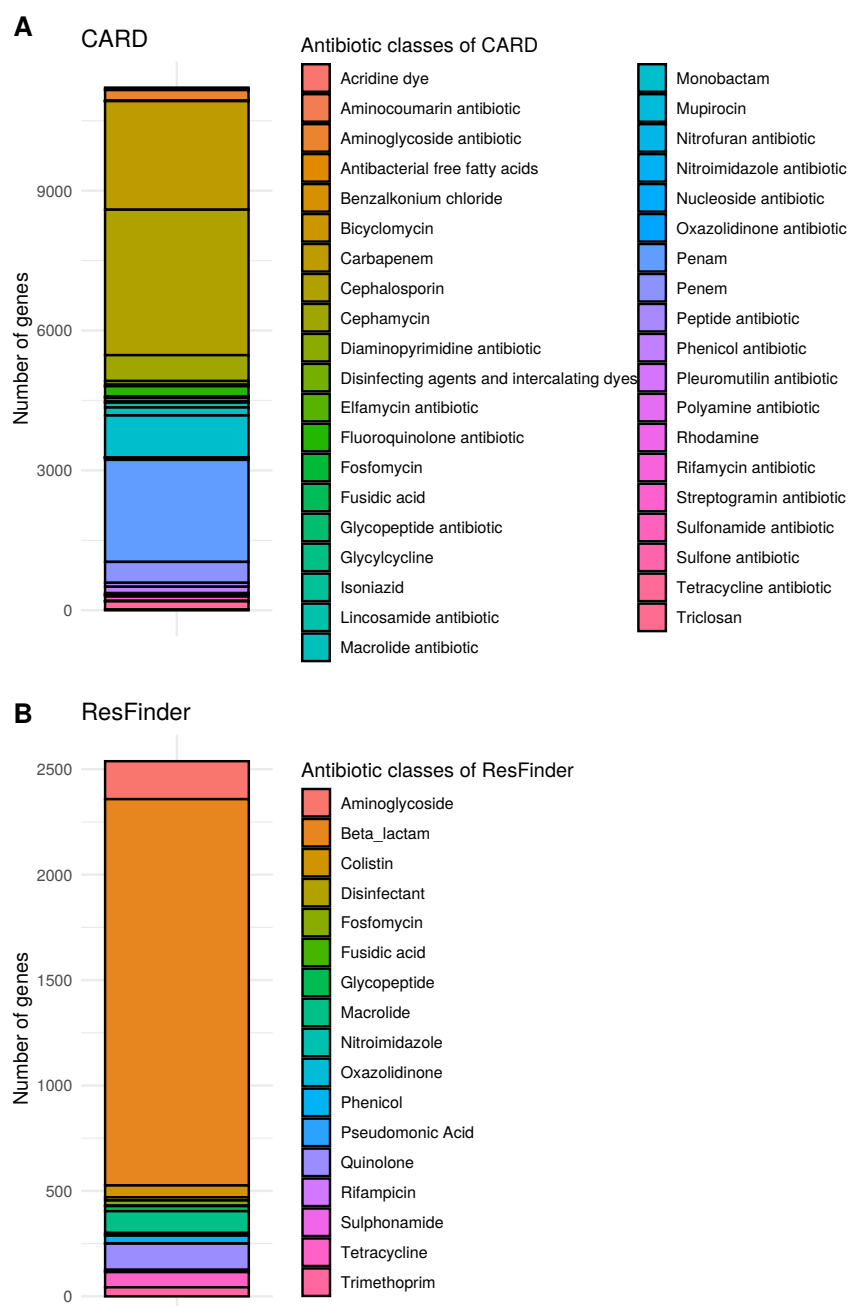 A
CARD
Number of genes
9000
6000
3000
0
Antibiotic classes of CARD
Acridine dye
Aminocoumarin antibiotic
Aminoglycoside antibiotic
Antibacterial free fatty acids
Benzalkonium chloride
Bicyclomycin
Carbapenem
Cephalosporin
Cephamycin
Diaminopyrimidine antibiotic
Disinfecting agents and intercalating dyes
Elfamycin antibiotic
Fluoroquinolone antibiotic
Fosfomycin
Fusidic acid
Glycopeptide antibiotic
Glycylcycline
Isoniazid
Lincosamide antibiotic
Macrolide antibiotic
Monobactam
Mupirocin
Nitrofuran antibiotic
Nitroimidazole antibiotic
Nucleoside antibiotic
Oxazolidinone antibiotic
Penam
Penem
Peptide antibiotic
Phenicol antibiotic
Pleuromutilin antibiotic
Polyamine antibiotic
Rhodamine
Rifamycin antibiotic
Streptogramin antibiotic
Sulfonamide antibiotic
Sulfone antibiotic
Tetracycline antibiotic
Triclosan
B
ResFinder
Number of genes
2500
2000
1500
1000
500
0
Antibiotic classes of ResFinder
Aminoglycoside
Beta_lactam
Colistin
Disinfectant
Fosfomycin
Fusidic acid
Glycopeptide
Macrolide
Nitroimidazole
Oxazolidinone
Phenicol
Pseudomonic Acid
Quinolone
Rifampicin
Sulphonamide
Tetracycline
Trimethoprim